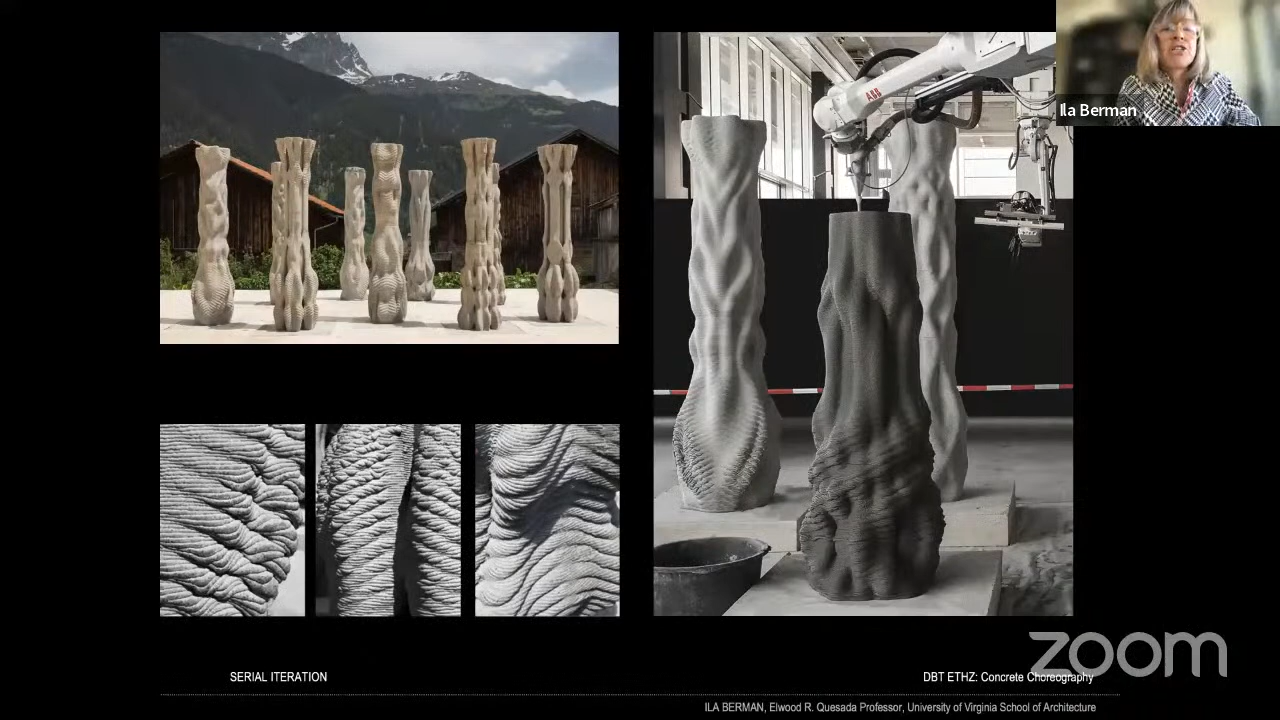 ABB
Ila Berman
zoom
SERIAL ITERATION
DBT ETHZ: Concrete Choreography
ILA BERMAN, Elwood R. Quesada Professor, University of Virginia School of Architecture